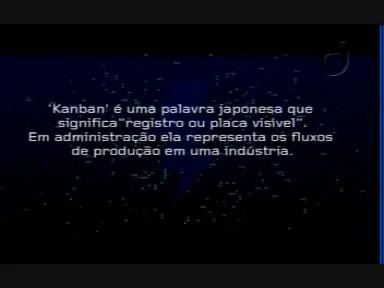 'Kanban' é uma palavra japonesa que
significa "registro ou placa visível".
Em administração ela representa os fluxos
de produção em uma indústria.